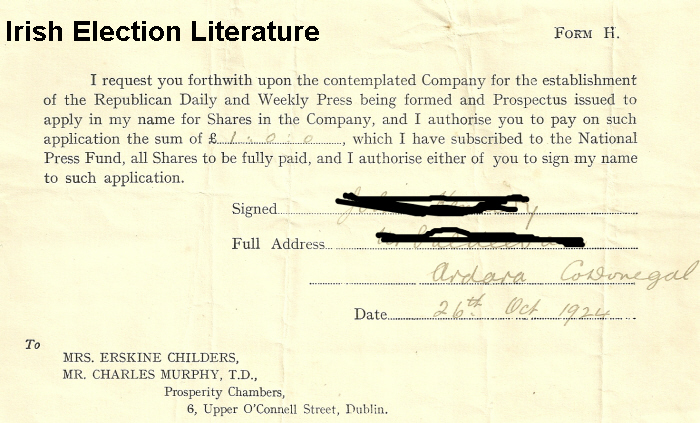 Irish Election Literature
FORM H.
I request you forthwith upon the contemplated Company for the establishment
of the Republican Daily and Weekly Press being formed and Prospectus issued to
apply in my name for Shares in the Company, and I authorise you to pay on such
application the sum of £ 1 . 0 . 0, which I have subscribed to the National
Press Fund, all Shares to be fully paid, and I authorise either of you to sign my name
to such application.
Signed
Full Address
Ardara Co Donegal
Date 26th Oct 1924
To
MRS. ERSKINE CHILDERS,
MR. CHARLES MURPHY, T.D.,
Prosperity Chambers,
6, Upper O'Connell Street, Dublin.